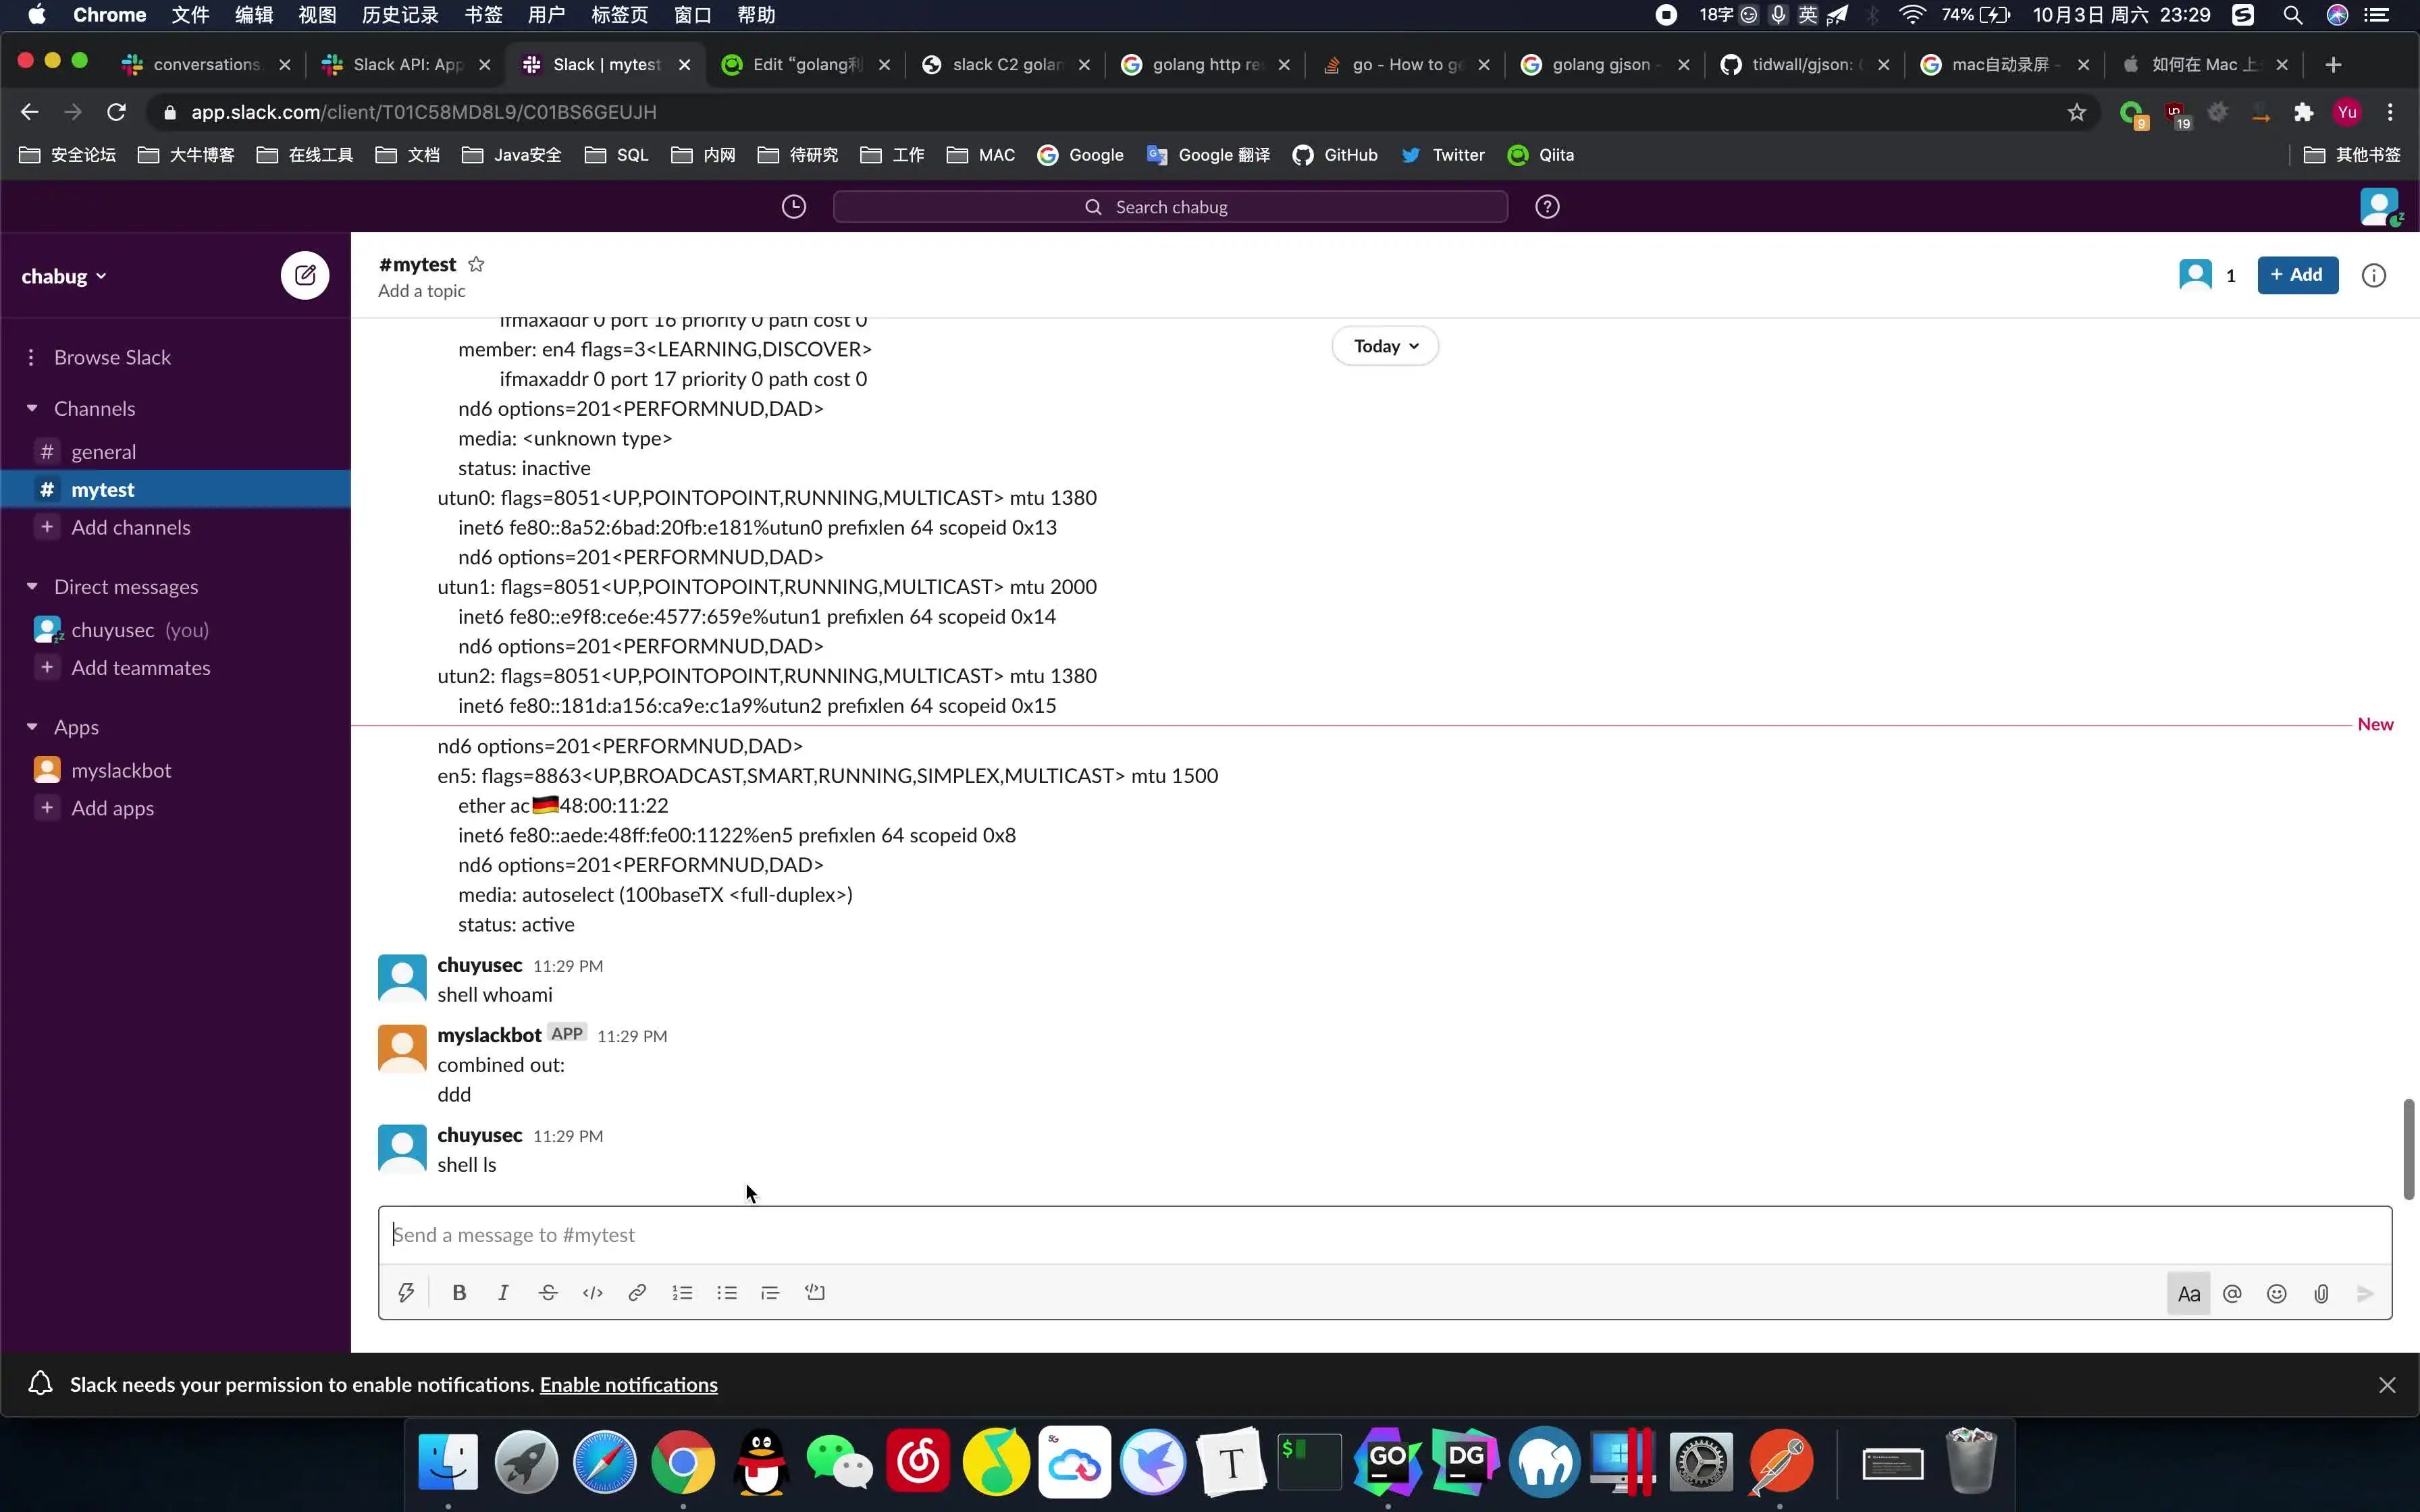 Chrome 文件 编辑 视图 历史记录 书签 用户 标签页 窗口 帮助 18字 英 74% 10月3日 周六 23:29
conversations. Slack API: App Slack | mytest Edit “golang利 slack C2 golan golang http re go - How to ge golang gjson - tidwall/gjson: mac自动录屏 - 如何在 Mac 上
app.slack.com/client/T01C58MD8L9/C01BS6GEUJH 9 19 Yu
安全论坛 大牛博客 在线工具 文档 Java安全 SQL 内网 待研究 工作 MAC Google Google 翻译 GitHub Twitter Qiita 其他书签
Search chabug
chabug
Browse Slack
Channels
# general
# mytest
+ Add channels
Direct messages
chuyusec (you)
+ Add teammates
Apps
myslackbot
+ Add apps
#mytest
Add a topic
1
+ Add
Today
ifmaxaddr 0 port 16 priority 0 path cost 0
member: en4 flags=3<LEARNING,DISCOVER>
ifmaxaddr 0 port 17 priority 0 path cost 0
nd6 options=201<PERFORMNUD,DAD>
media: <unknown type>
status: inactive
utun0: flags=8051<UP,POINTOPOINT,RUNNING,MULTICAST> mtu 1380
inet6 fe80::8a52:6bad:20fb:e181%utun0 prefixlen 64 scopeid 0x13
nd6 options=201<PERFORMNUD,DAD>
utun1: flags=8051<UP,POINTOPOINT,RUNNING,MULTICAST> mtu 2000
inet6 fe80::e9f8:ce6e:4577:659e%utun1 prefixlen 64 scopeid 0x14
nd6 options=201<PERFORMNUD,DAD>
utun2: flags=8051<UP,POINTOPOINT,RUNNING,MULTICAST> mtu 1380
inet6 fe80::181d:a156:ca9e:c1a9%utun2 prefixlen 64 scopeid 0x15
New
nd6 options=201<PERFORMNUD,DAD>
en5: flags=8863<UP,BROADCAST,SMART,RUNNING,SIMPLEX,MULTICAST> mtu 1500
ether ac🇩🇪48:00:11:22
inet6 fe80::aede:48ff:fe00:1122%en5 prefixlen 64 scopeid 0x8
nd6 options=201<PERFORMNUD,DAD>
media: autoselect (100baseTX <full-duplex>)
status: active
chuyusec 11:29 PM
shell whoami
myslackbot APP 11:29 PM
combined out:
ddd
chuyusec 11:29 PM
shell ls
Send a message to #mytest
B I S Aa @
Slack needs your permission to enable notifications. Enable notifications
5G T $ GO DG